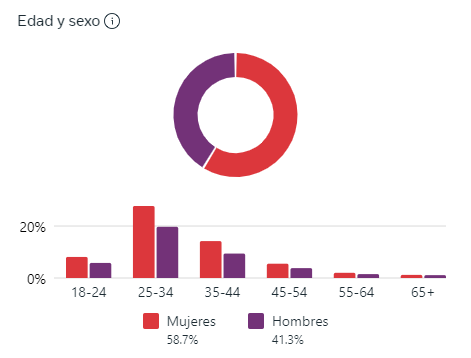 Edad y sexo
20%
0%
18-24 25-34 35-44 45-54 55-64 65+
Mujeres Hombres
58.7% 41.3%